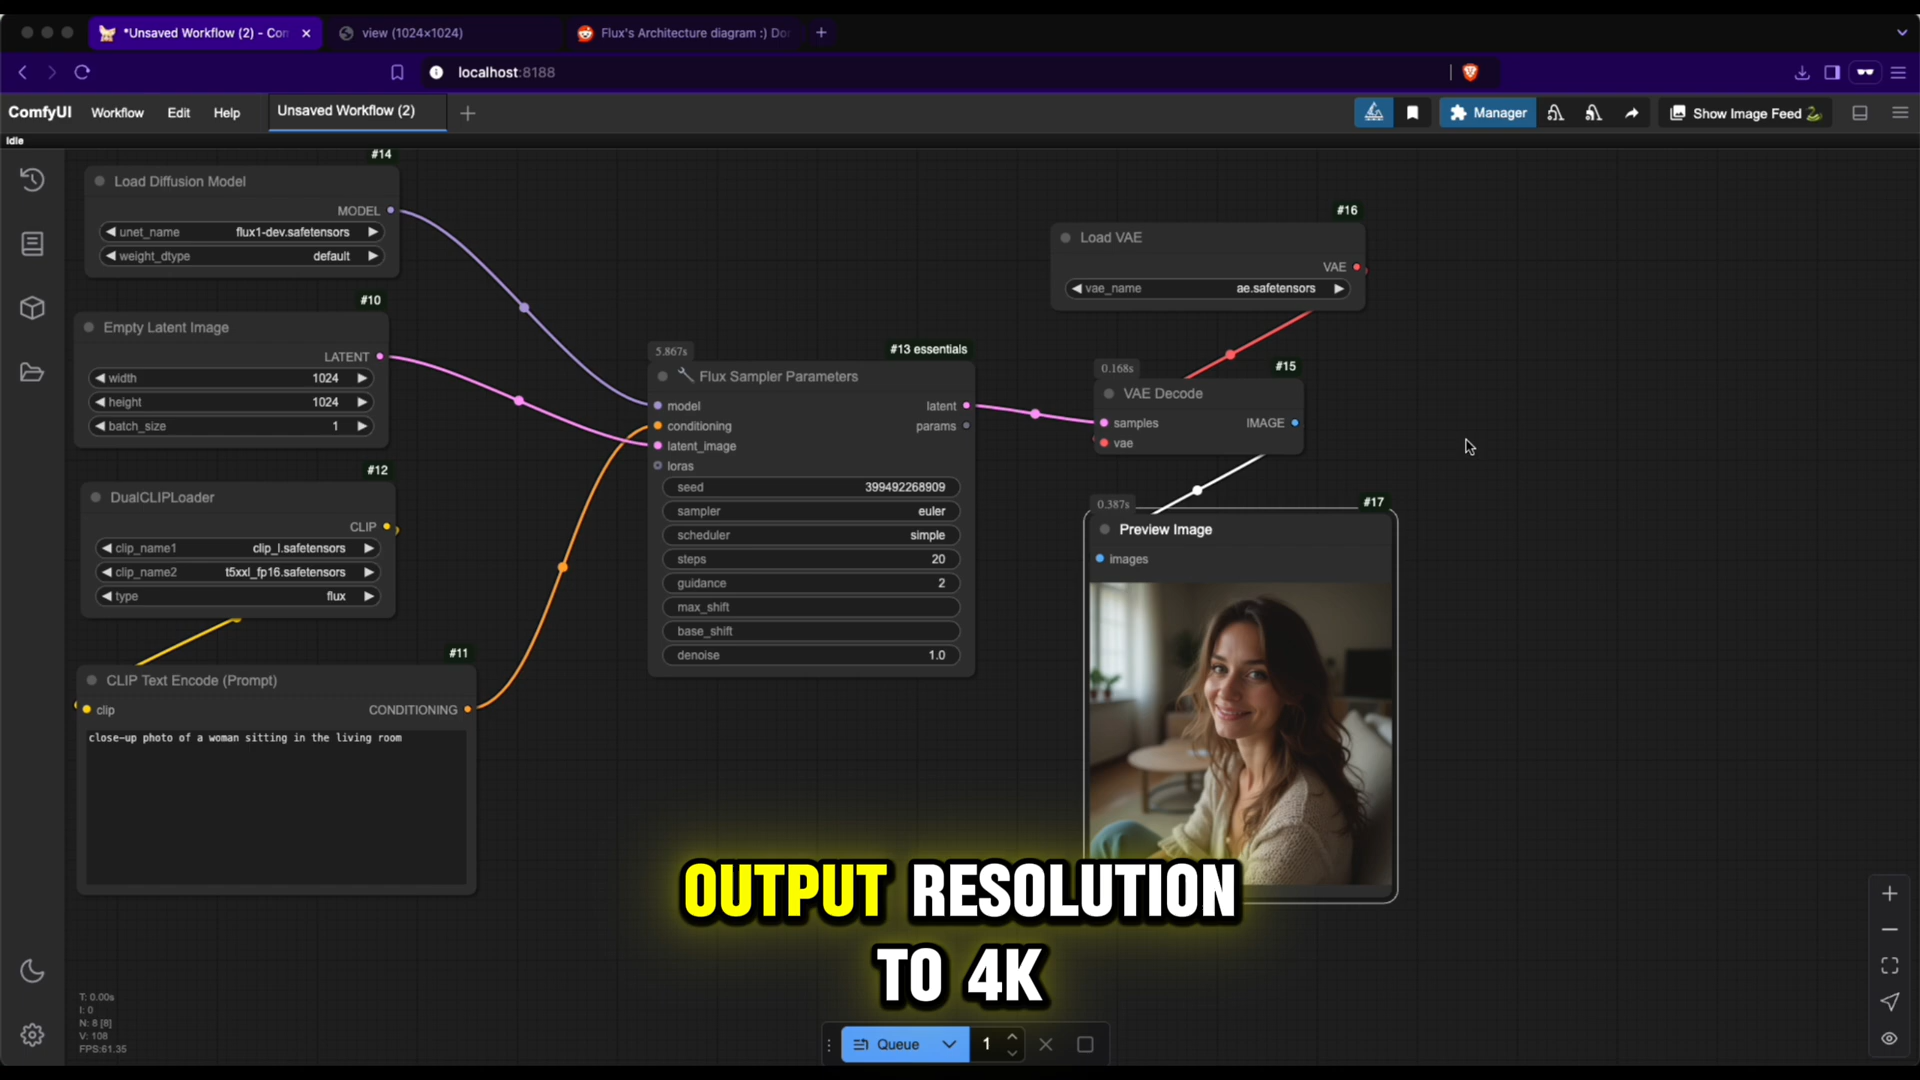 *Unsaved Workflow (2) - Con
view (1024×1024)
Flux's Architecture diagram :) Do
localhost:8188
ComfyUI
Workflow
Edit
Help
Unsaved Workflow (2)
Manager
Show Image Feed
Idle
#14
Load Diffusion Model
MODEL
unet_name flux1-dev.safetensors
weight_dtype default
#10
Empty Latent Image
LATENT
width 1024
height 1024
batch_size 1
#12
DualCLIPLoader
CLIP
clip_name1 clip_l.safetensors
clip_name2 t5xxl_fp16.safetensors
type flux
#11
CLIP Text Encode (Prompt)
clip CONDITIONING
close-up photo of a woman sitting in the living room
5.867s
#13 essentials
Flux Sampler Parameters
model latent
conditioning params
latent_image
loras
seed 399492268909
sampler euler
scheduler simple
steps 20
guidance 2
max_shift
base_shift
denoise 1.0
#16
Load VAE
VAE
vae_name ae.safetensors
0.168s
#15
VAE Decode
samples IMAGE
vae
0.387s
#17
Preview Image
images
OUTPUT RESOLUTION
TO 4K
T: 0.00s
I: 0
N: 8 [8]
V: 108
FPS:61.35
Queue
1